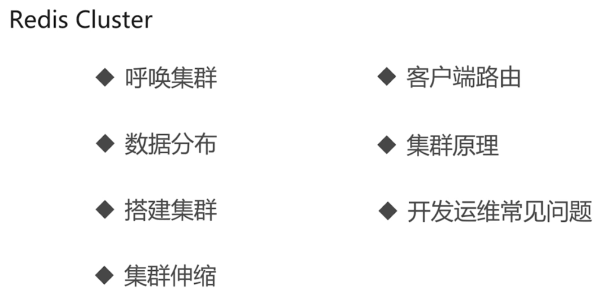 Redis Cluster
◆ 呼唤集群
◆ 数据分布
◆ 搭建集群
◆ 集群伸缩
◆ 客户端路由
◆ 集群原理
◆ 开发运维常见问题